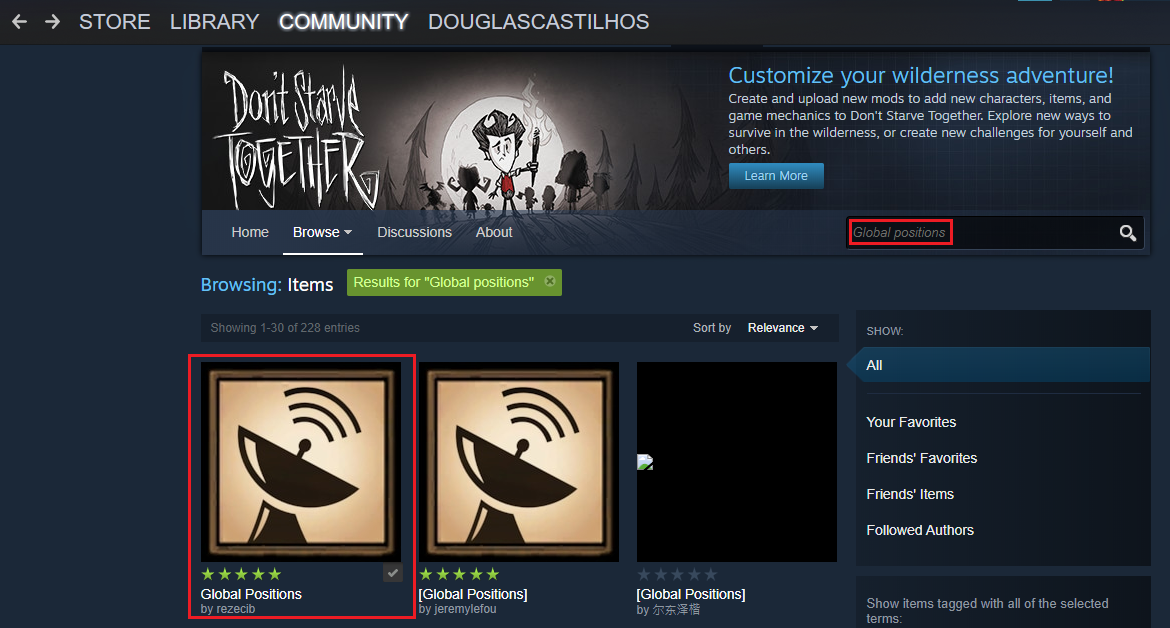 STORE LIBRARY COMMUNITY DOUGLASCASTILHOS
Don't Starve
TOGETHER
Customize your wilderness adventure!
Create and upload new mods to add new characters, items, and
game mechanics to Don't Starve Together. Explore new ways to
survive in the wilderness, or create new challenges for yourself and
others.
Learn More
Home Browse Discussions About
Global positions
Browsing: Items Results for "Global positions"
Showing 1-30 of 228 entries
Sort by Relevance
SHOW:
All
Your Favorites
Friends' Favorites
Friends' Items
Followed Authors
Global Positions
by rezecib
[Global Positions]
by jeremylefou
[Global Positions]
by 尔东泽楷
Show items tagged with all of the selected
terms: